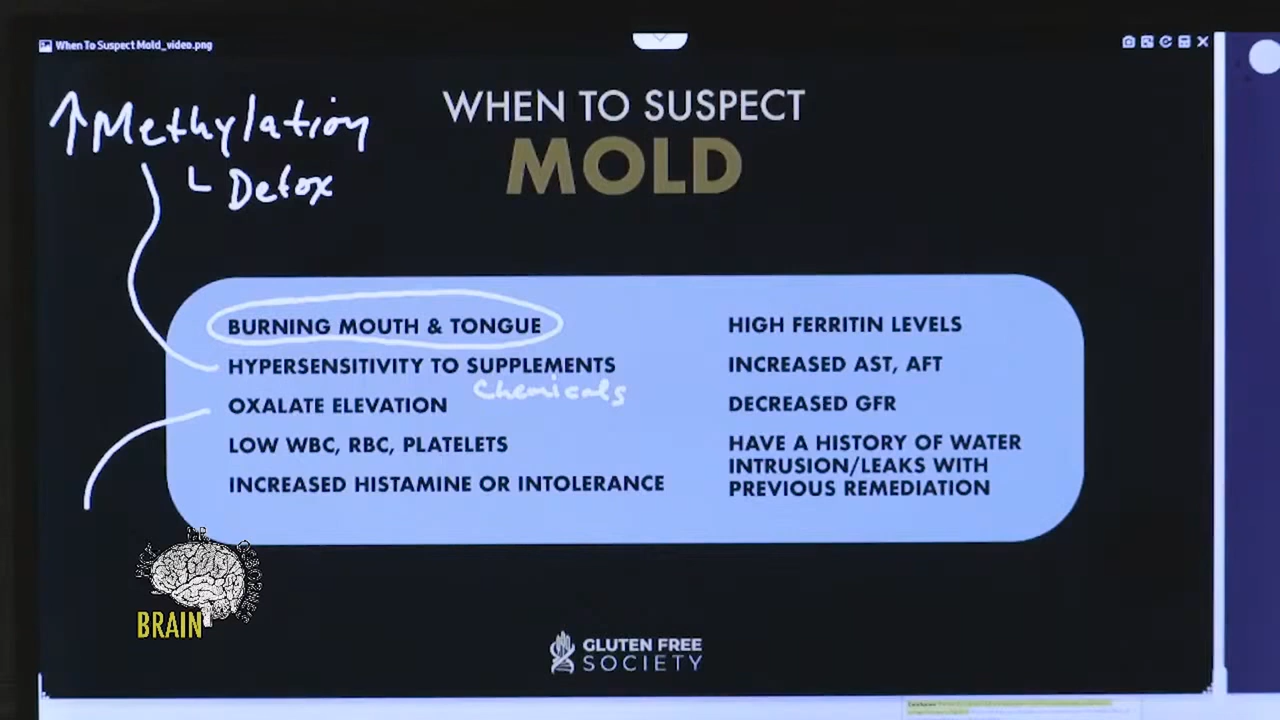 When To Suspect Mold_video.png
↑ Methylation
Detox
WHEN TO SUSPECT
MOLD
BURNING MOUTH & TONGUE
HYPERSENSITIVITY TO SUPPLEMENTS
Chemicals
OXALATE ELEVATION
LOW WBC, RBC, PLATELETS
INCREASED HISTAMINE OR INTOLERANCE
HIGH FERRITIN LEVELS
INCREASED AST, AFT
DECREASED GFR
HAVE A HISTORY OF WATER
INTRUSION/LEAKS WITH
PREVIOUS REMEDIATION
BRAIN
GLUTEN FREE
SOCIETY